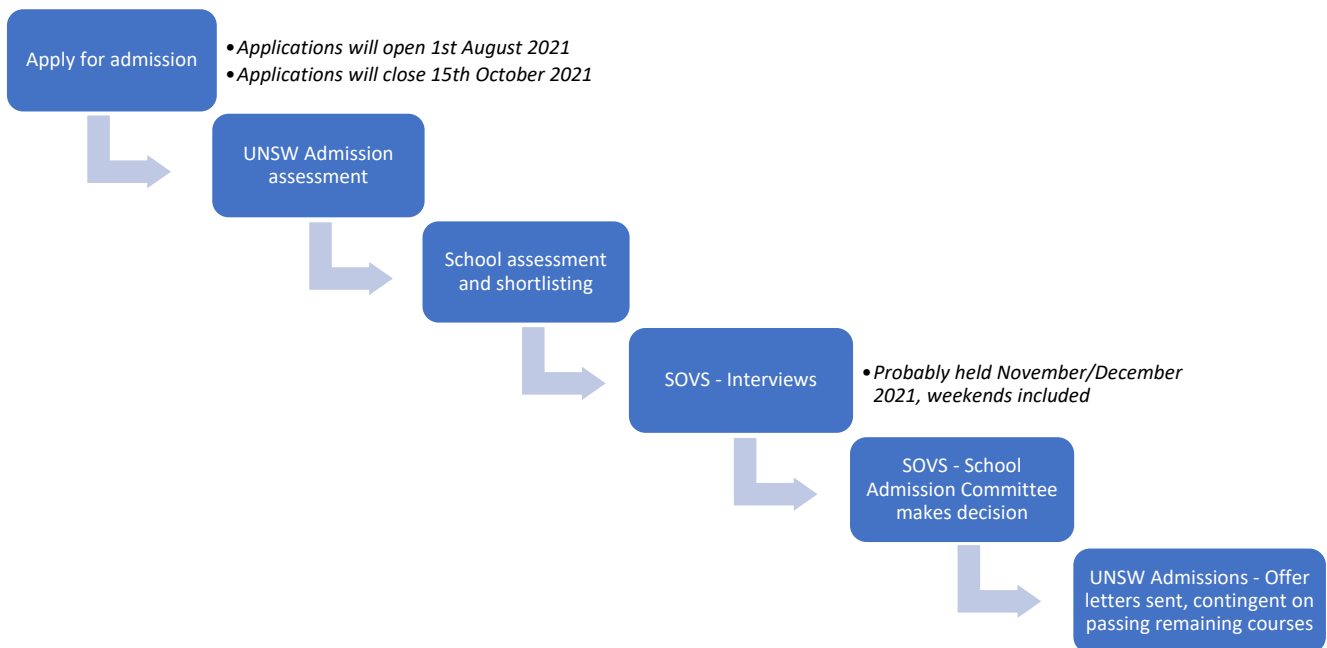 Apply for admission
•Applications will open 1st August 2021
•Applications will close 15th October 2021
UNSW Admission
assessment
School assessment
and shortlisting
SOVS - Interviews
•Probably held November/December
2021, weekends included
SOVS - School
Admission Committee
makes decision
UNSW Admissions - Offer
letters sent, contingent on
passing remaining courses